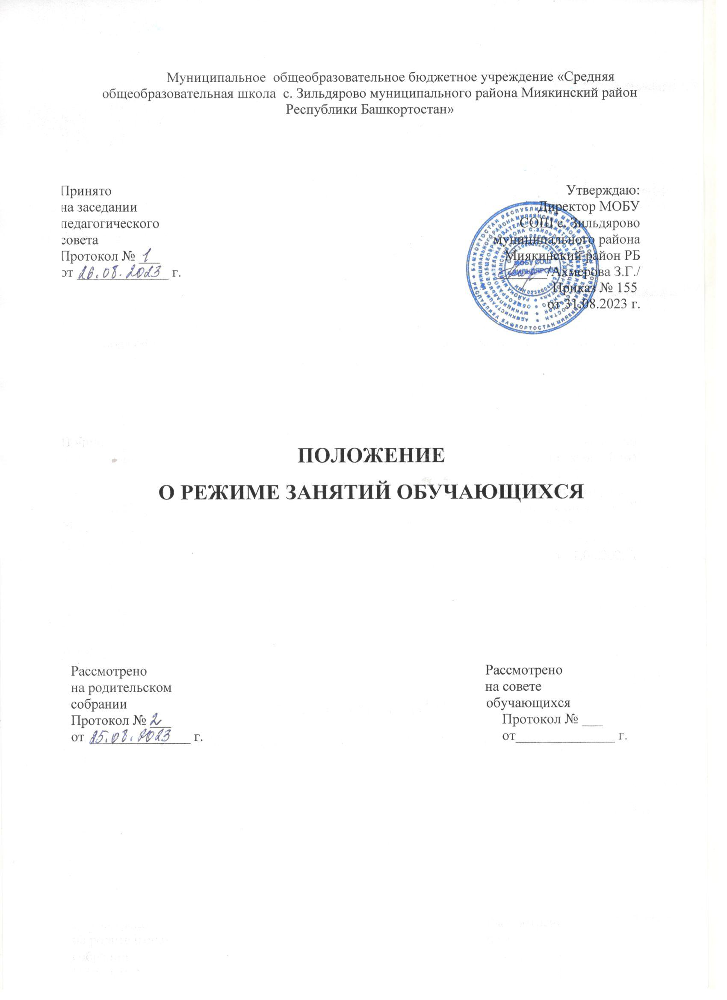 Муниципальное общеобразовательное бюджетное учреждение «Средняя
общеобразовательная школа с. Зильдярово муниципального района Миякинский район
Республики Башкортостан»
Принято
на заседании
педагогического
совета
Протокол № 1
от 26.08.2023 г.
Утверждаю:
Директор МОБУ
СОШ с. Зильдярово
муниципального района
Миякинский район РБ
/Ахмерова З.Г./
Приказ № 155
от 31.08.2023 г.
МОБУ СОШ
ПОЛОЖЕНИЕ
О РЕЖИМЕ ЗАНЯТИЙ ОБУЧАЮЩИХСЯ
Рассмотрено
на родительском
собрании
Протокол № 2
от 25.08.2023 г.
Рассмотрено
на совете
обучающихся
Протокол № ___
от______________ г.